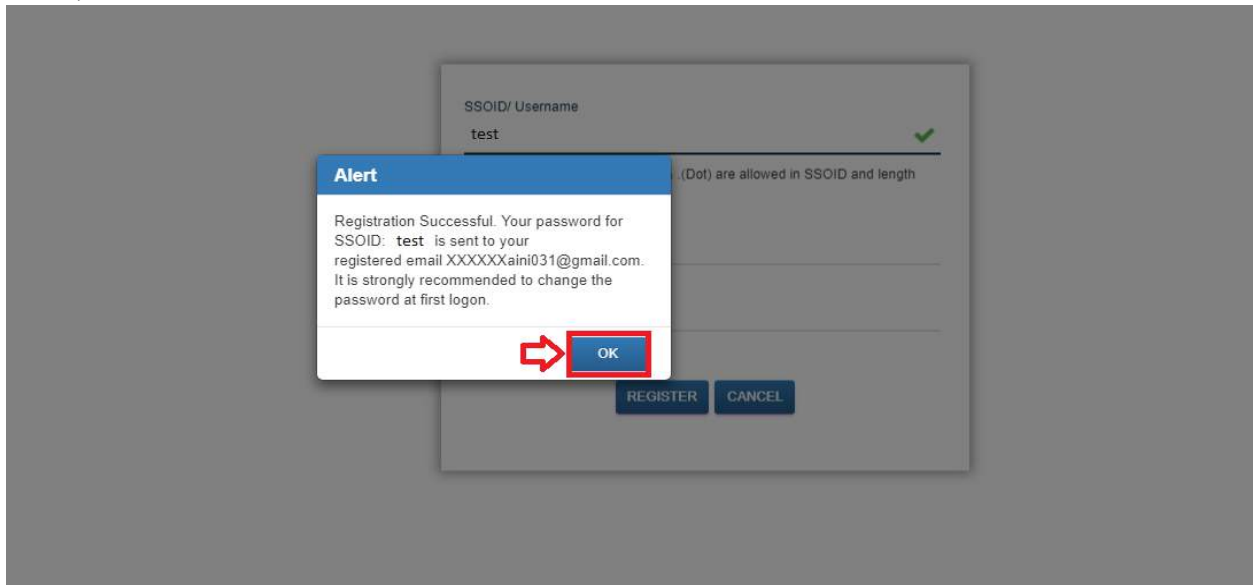 SSOID/ Username
test
.(Dot) are allowed in SSOID and length
Alert
Registration Successful. Your password for
SSOID: test is sent to your
registered email XXXXXXaini031@gmail.com.
It is strongly recommended to change the
password at first logon.
OK
REGISTER CANCEL